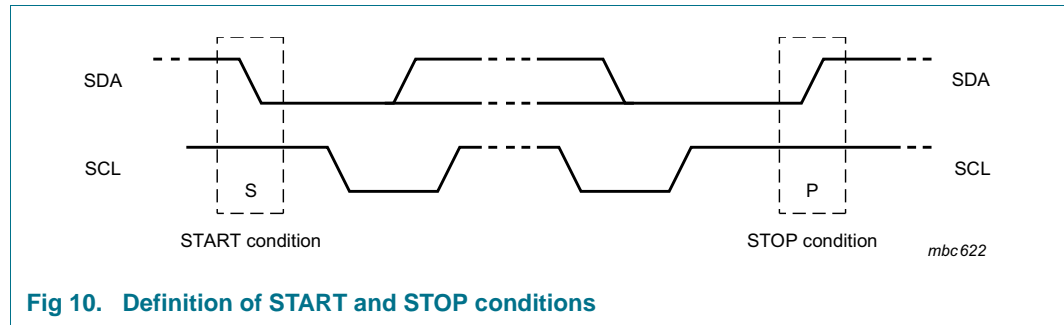 SDA SDA
SCL SCL
S P
START condition STOP condition
mbc622
Fig 10. Definition of START and STOP conditions